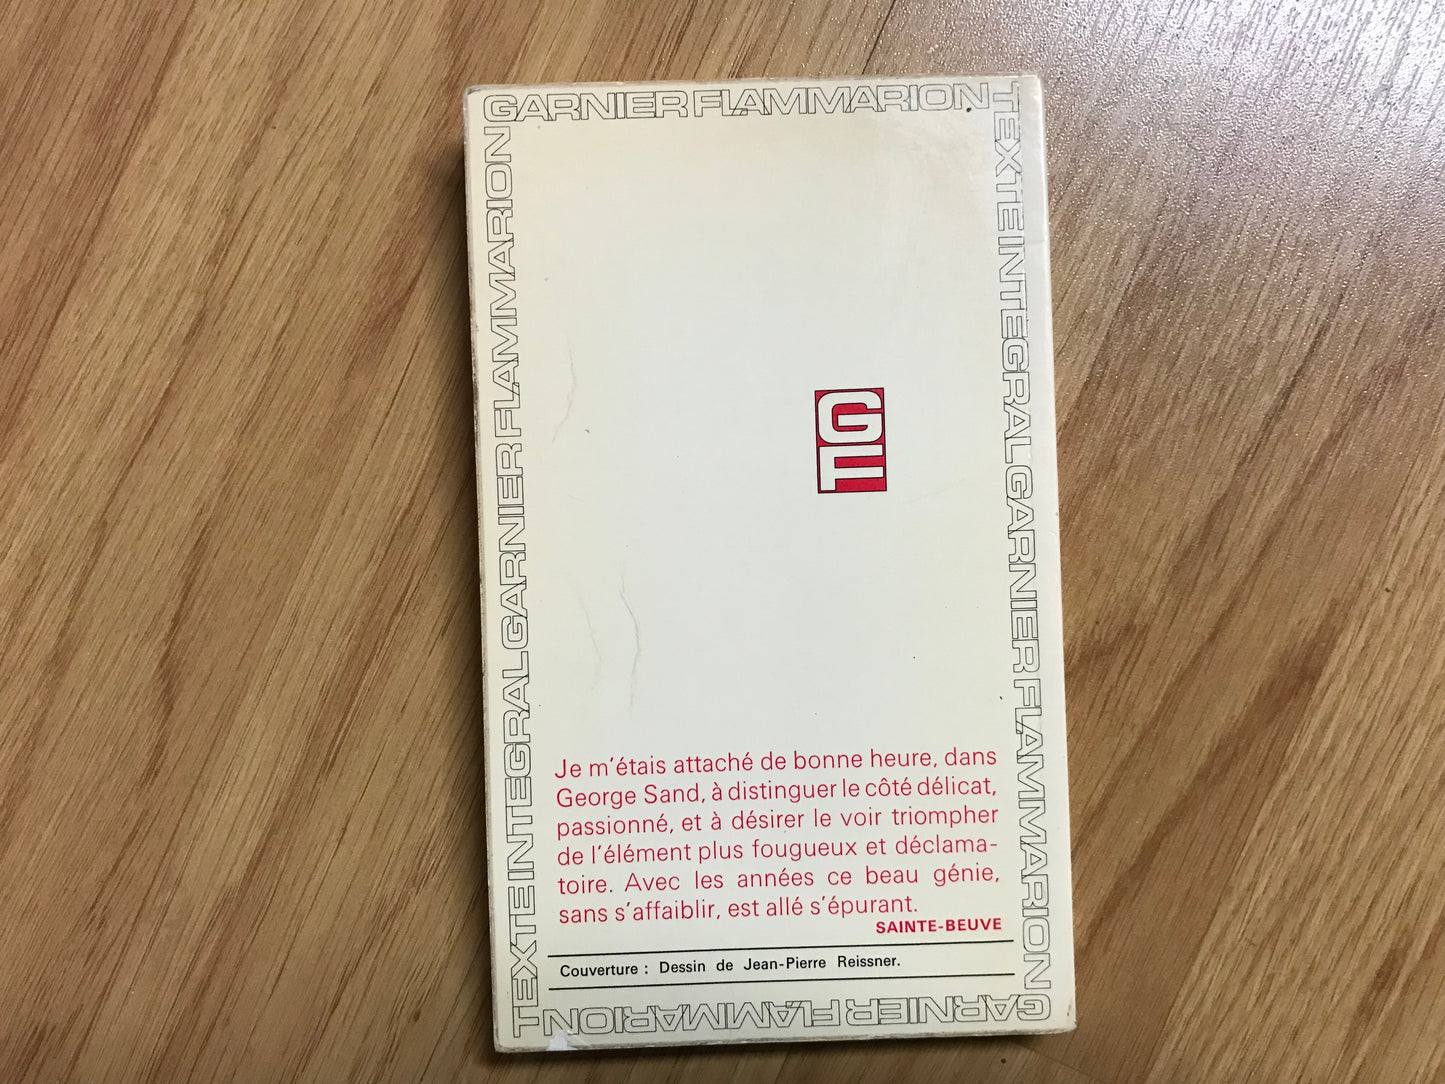 GARNIER FLAMMARION
TEXTE INTEGRAL GARNIER FLAMMARION
GF
Je m'étais attaché de bonne heure, dans
George Sand, à distinguer le côté délicat,
passionné, et à désirer le voir triompher
de l'élément plus fougueux et déclama-
toire. Avec les années ce beau génie,
sans s'affaiblir, est allé s'épurant.
SAINTE-BEUVE
Couverture : Dessin de Jean-Pierre Reissner.
GARNIER FLAMMARION
TEXTE INTEGRAL GARNIER FLAMMARION